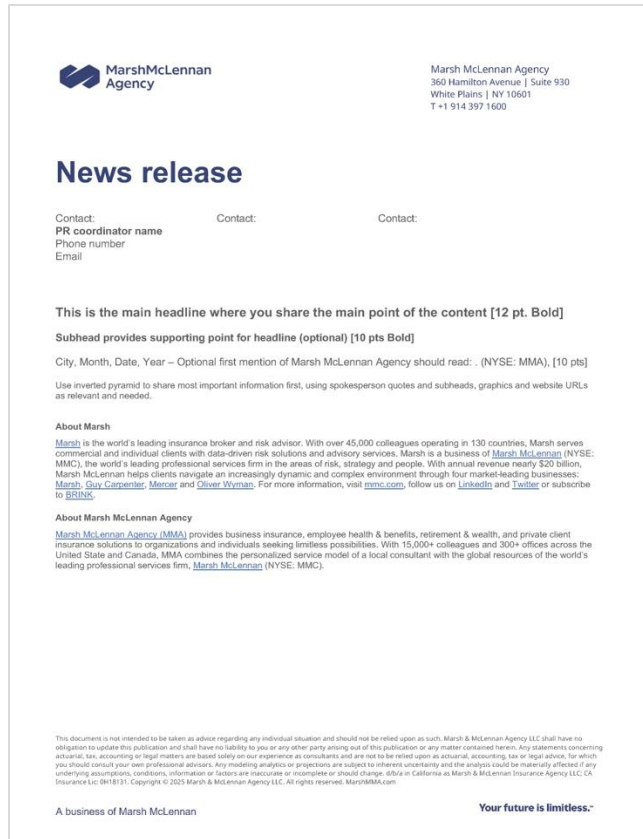 MarshMcLennan
Agency
Marsh McLennan Agency
360 Hamilton Avenue | Suite 930
White Plains | NY 10601
T +1 914 397 1600
News release
Contact: Contact: Contact:
PR coordinator name
Phone number
Email
This is the main headline where you share the main point of the content [12 pt. Bold]
Subhead provides supporting point for headline (optional) [10 pts Bold]
City, Month, Date, Year – Optional first mention of Marsh McLennan Agency should read: . (NYSE: MMA), [10 pts]
Use inverted pyramid to share most important information first, using spokesperson quotes and subheads, graphics and website URLs
as relevant and needed.
About Marsh
Marsh is the world's leading insurance broker and risk advisor. With over 45,000 colleagues operating in 130 countries, Marsh serves
commercial and individual clients with data-driven risk solutions and advisory services. Marsh is a business of Marsh McLennan (NYSE:
MMC), the world's leading professional services firm in the areas of risk, strategy and people. With annual revenue nearly $20 billion,
Marsh McLennan helps clients navigate an increasingly dynamic and complex environment through four market-leading businesses:
Marsh, Guy Carpenter, Mercer and Oliver Wyman. For more information, visit mmc.com, follow us on LinkedIn and Twitter or subscribe
to BRINK.
About Marsh McLennan Agency
Marsh McLennan Agency (MMA) provides business insurance, employee health & benefits, retirement & wealth, and private client
insurance solutions to organizations and individuals seeking limitless possibilities. With 15,000+ colleagues and 300+ offices across the
United State and Canada, MMA combines the personalized service model of a local consultant with the global resources of the world's
leading professional services firm, Marsh McLennan (NYSE: MMC).
This document is not intended to be taken as advice regarding any individual situation and should not be relied upon as such. Marsh & McLennan Agency LLC shall have no
obligation to update this publication and shall have no liability to you or any other party arising out of this publication or any matter contained herein. Any statements concerning
actuarial, tax, accounting or legal matters are based solely on our experience as consultants and are not to be relied upon as actuarial, accounting, tax or legal advice, for which
you should consult your own professional advisors. Any modeling analytics or projections are subject to inherent uncertainty and the analysis could be materially affected if any
underlying assumptions, conditions, information or factors are inaccurate or incomplete or should change. d/b/a in California as Marsh & McLennan Insurance Agency LLC; CA
Insurance Lic: 0H18131. Copyright © 2025 Marsh & McLennan Agency LLC. All rights reserved. MarshMMA.com
A business of Marsh McLennan
Your future is limitless.™